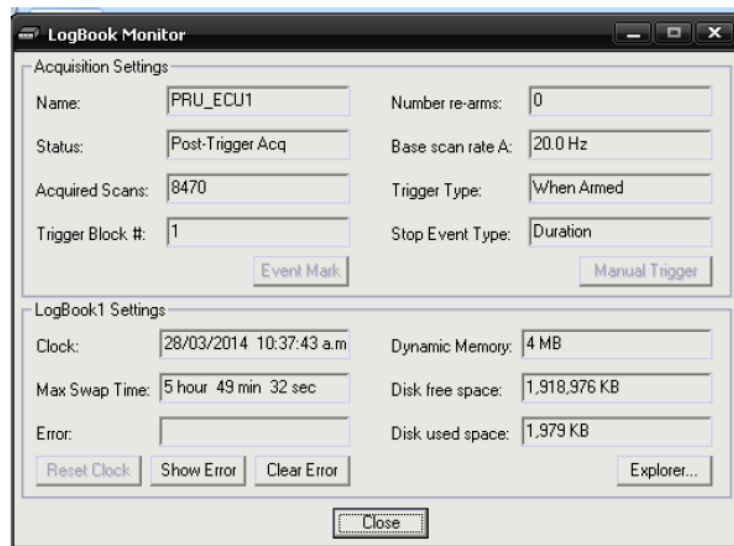 LogBook Monitor
Acquisition Settings
Name: PRU_ECU1 Number re-arms: 0
Status: Post-Trigger Acq Base scan rate A: 20.0 Hz
Acquired Scans: 8470 Trigger Type: When Armed
Trigger Block #: 1 Stop Event Type: Duration
Event Mark Manual Trigger
LogBook1 Settings
Clock: 28/03/2014 10:37:43 a.m Dynamic Memory: 4 MB
Max Swap Time: 5 hour 49 min 32 sec Disk free space: 1,918,976 KB
Error: Disk used space: 1,979 KB
Reset Clock Show Error Clear Error Explorer...
Close